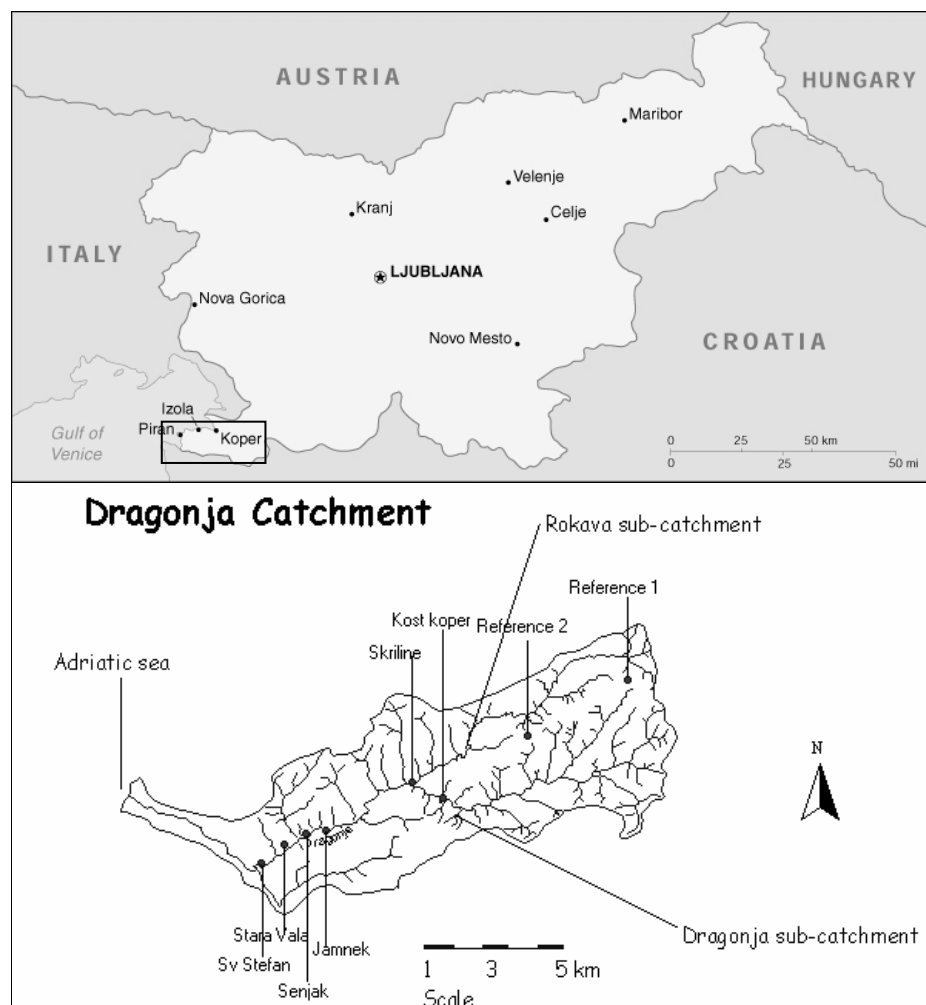 AUSTRIA
HUNGARY
Maribor
Velenje
Kranj
Celje
ITALY
LJUBLJANA
Nova Gorica
Novo Mesto
CROATIA
Izola
Gulf of
Venice
Piran
Koper
0 25 50 km
0 25 50 mi
Dragonja Catchment
Rokava sub-catchment
Reference 1
Kost koper
Reference 2
Skriline
Adriatic sea
N
Dragonja
Stara Vala
Jamnek
Sv Stefan
Senjak
Dragonja sub-catchment
1 3 5 km
Scale